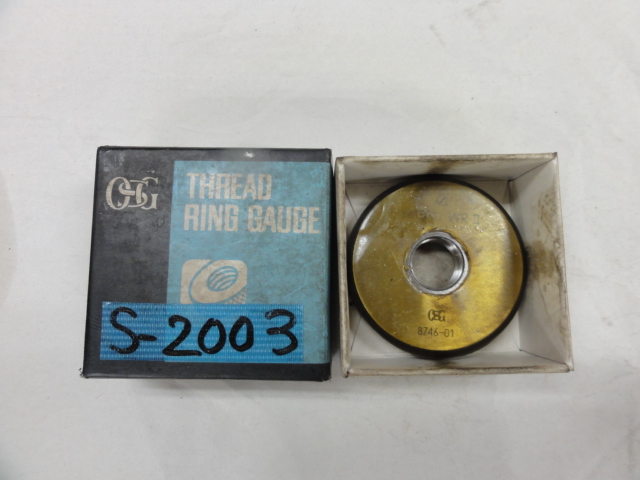 OSG
THREAD
RING GAUGE
S-2003
OSG
8746-01